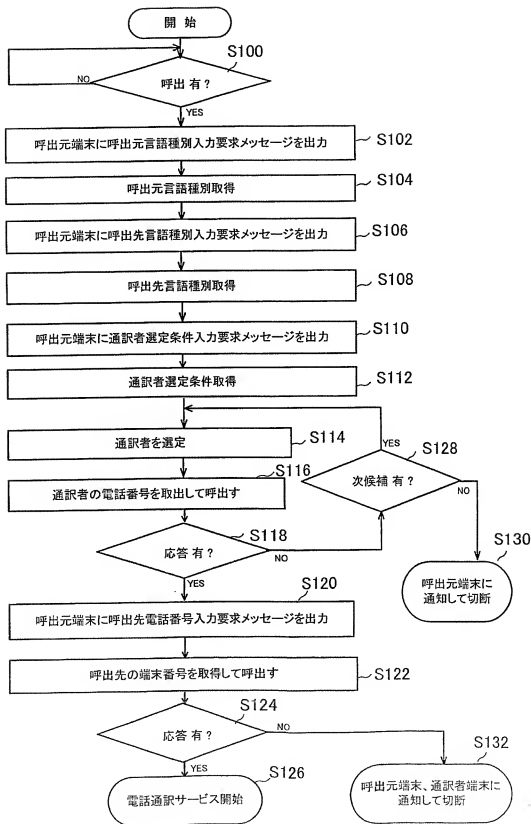 開 始
S100
呼出 有？
NO
YES
呼出元端末に呼出元言語種別入力要求メッセージを出力
S102
呼出元言語種別取得
S104
呼出元端末に呼出先言語種別入力要求メッセージを出力
S106
呼出先言語種別取得
S108
呼出元端末に通訳者選定条件入力要求メッセージを出力
S110
通訳者選定条件取得
S112
通訳者を選定
S114
YES
S128
次候補 有？
NO
S116
通訳者の電話番号を取出して呼出す
S118
応答 有？
NO
YES
S130
呼出元端末に
通知して切断
S120
呼出元端末に呼出先電話番号入力要求メッセージを出力
呼出先の端末番号を取得して呼出す
S122
S124
応答 有？
NO
YES
S126
電話通訳サービス開始
S132
呼出元端末、通訳者端末に
通知して切断